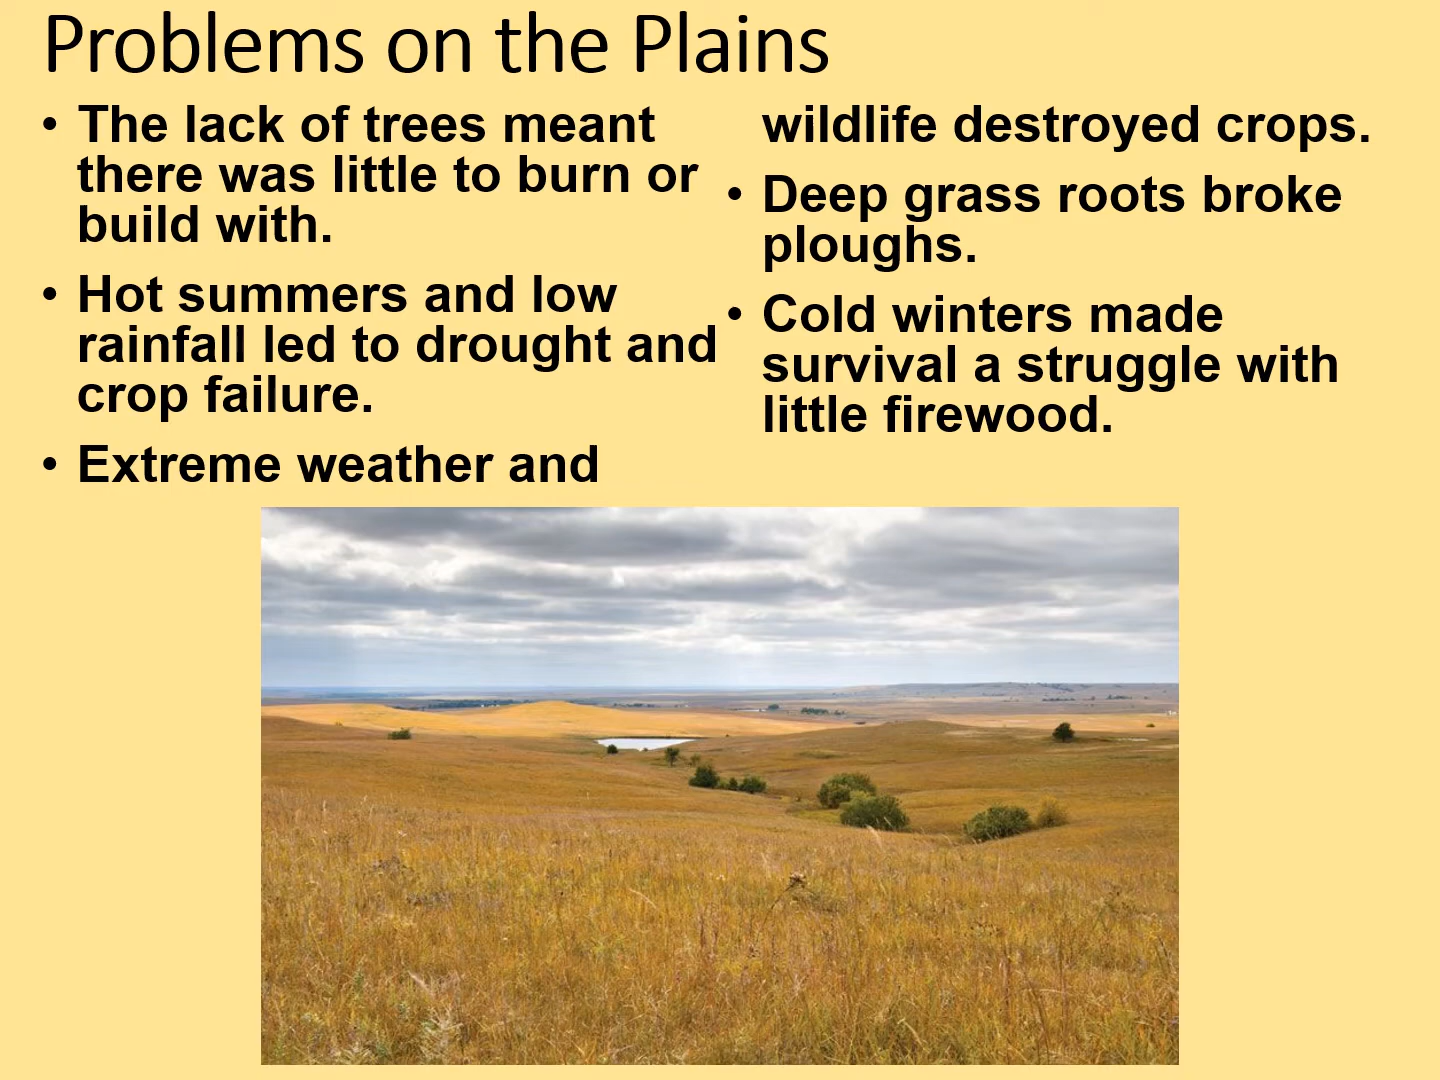 Problems on the Plains
• The lack of trees meant
there was little to burn or
build with.
• Hot summers and low
rainfall led to drought and
crop failure.
• Extreme weather and
wildlife destroyed crops.
• Deep grass roots broke
ploughs.
• Cold winters made
survival a struggle with
little firewood.